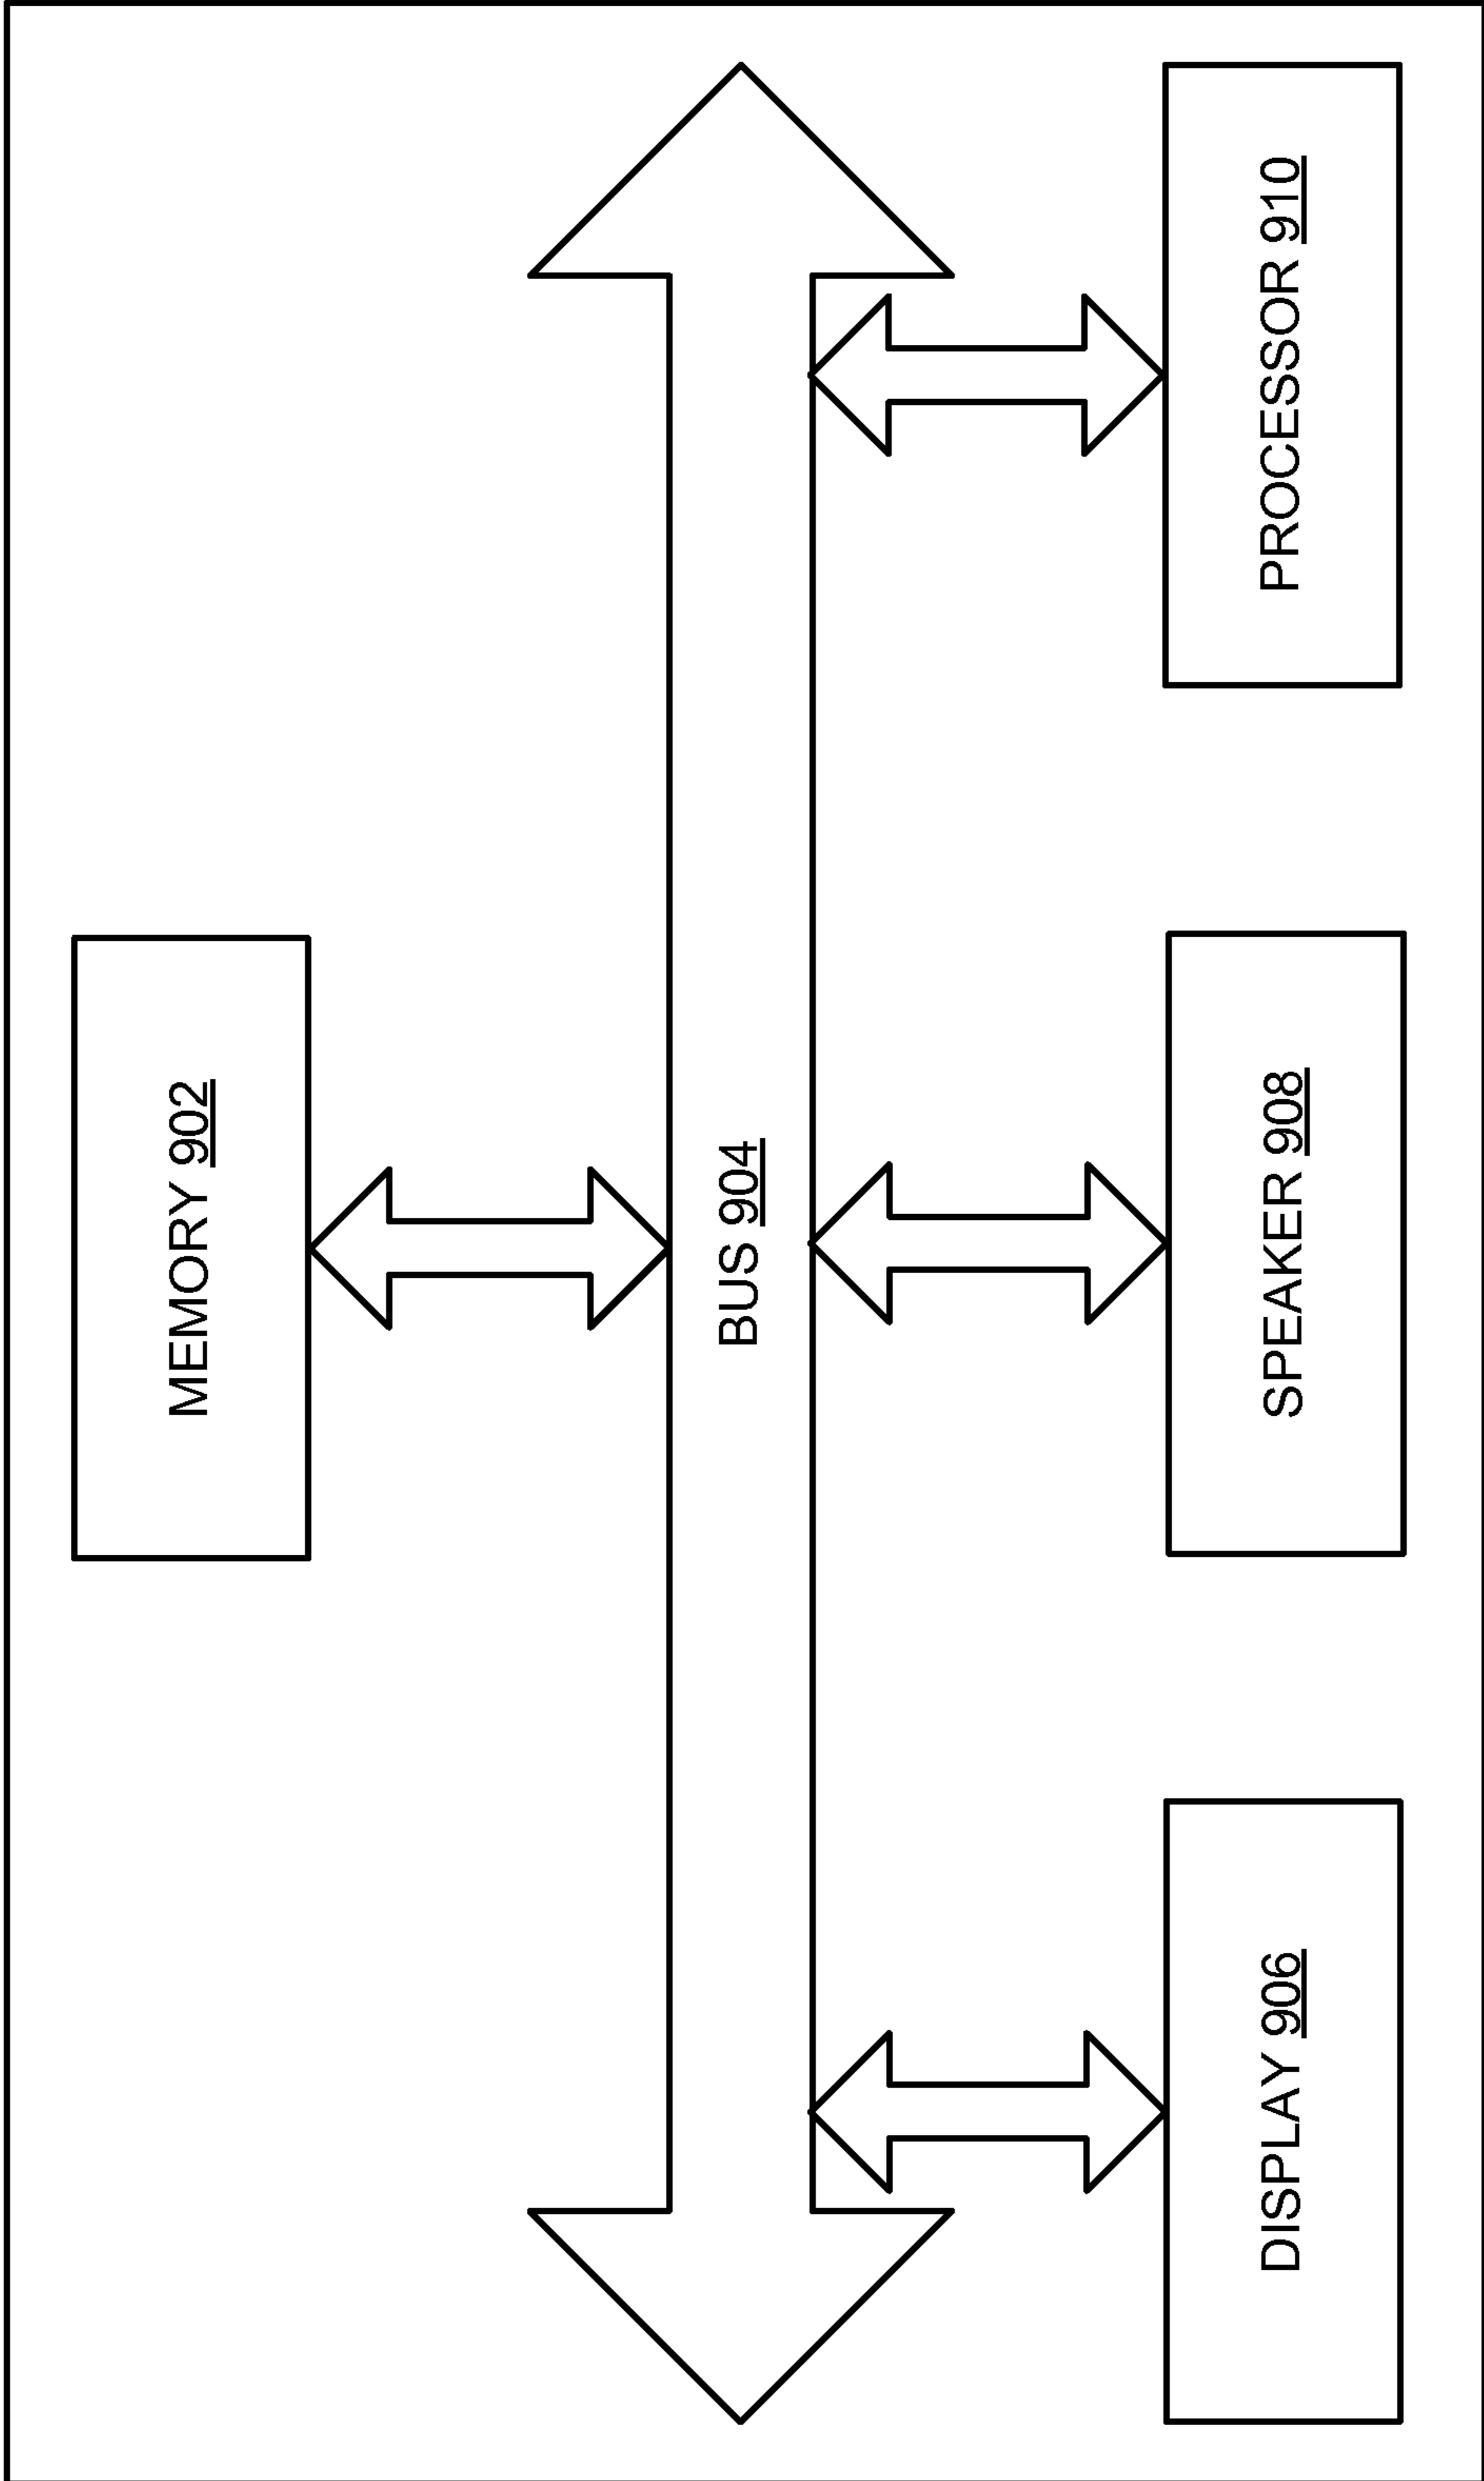 MEMORY 902
BUS 904
DISPLAY 906
SPEAKER 908
PROCESSOR 910